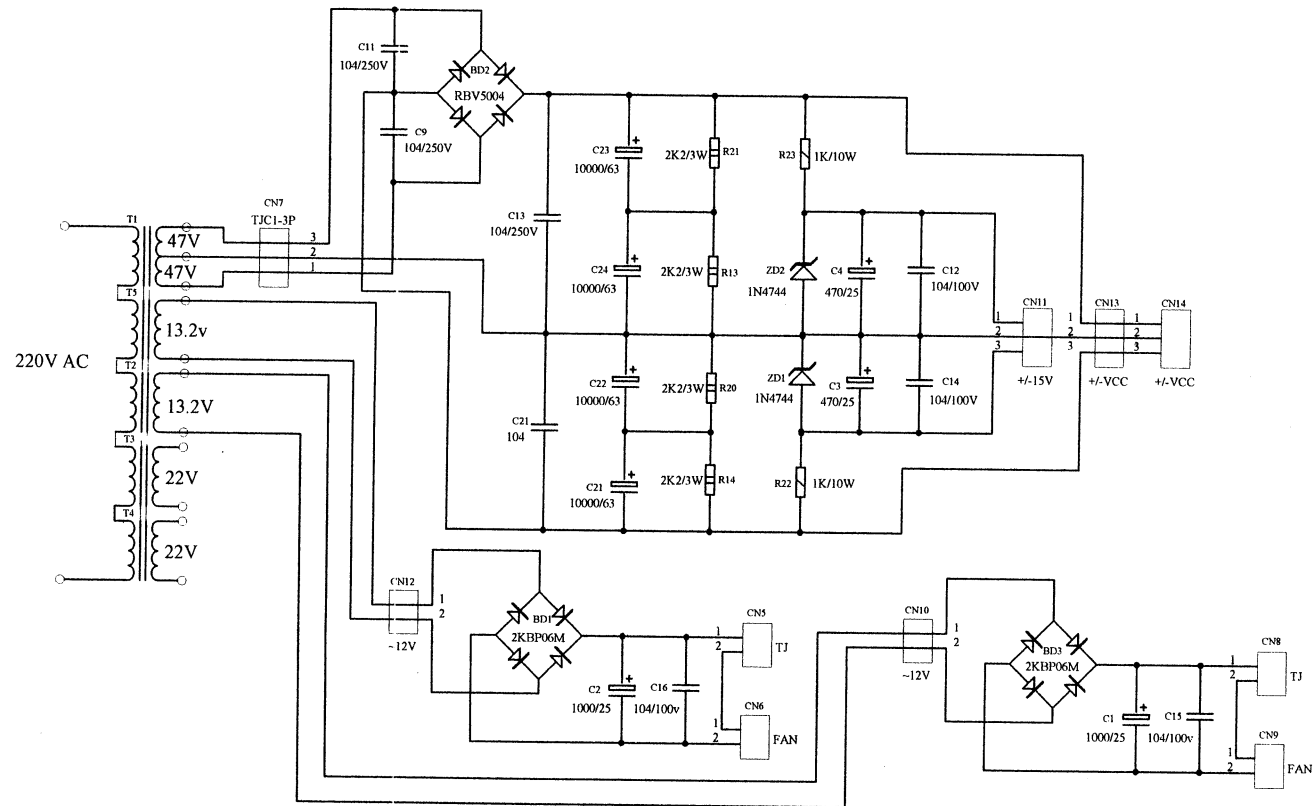 C11
104/250V
BD2
RBV5004
C9
104/250V
C23
10000/63
2K2/3W
R21
R23
1K/10W
CN7
TJC1-3P
3
2
1
T1
47V
47V
C13
104/250V
C24
10000/63
2K2/3W
R13
ZD2
1N4744
C4
470/25
C12
104/100V
CN11
1
2
3
+/-15V
CN13
1
2
3
+/-VCC
CN14
1
2
3
+/-VCC
T5
13.2v
220V AC
T2
13.2V
C22
10000/63
2K2/3W
R20
ZD1
1N4744
C3
470/25
C14
104/100V
C21
104
T3
22V
C21
10000/63
2K2/3W
R14
R22
1K/10W
T4
22V
CN12
1
2
~12V
BD1
2KBP06M
CN5
1
2
TJ
C2
1000/25
C16
104/100v
CN6
1
2
FAN
CN10
1
2
~12V
BD3
2KBP06M
CN8
1
2
TJ
C1
1000/25
C15
104/100v
CN9
1
2
FAN